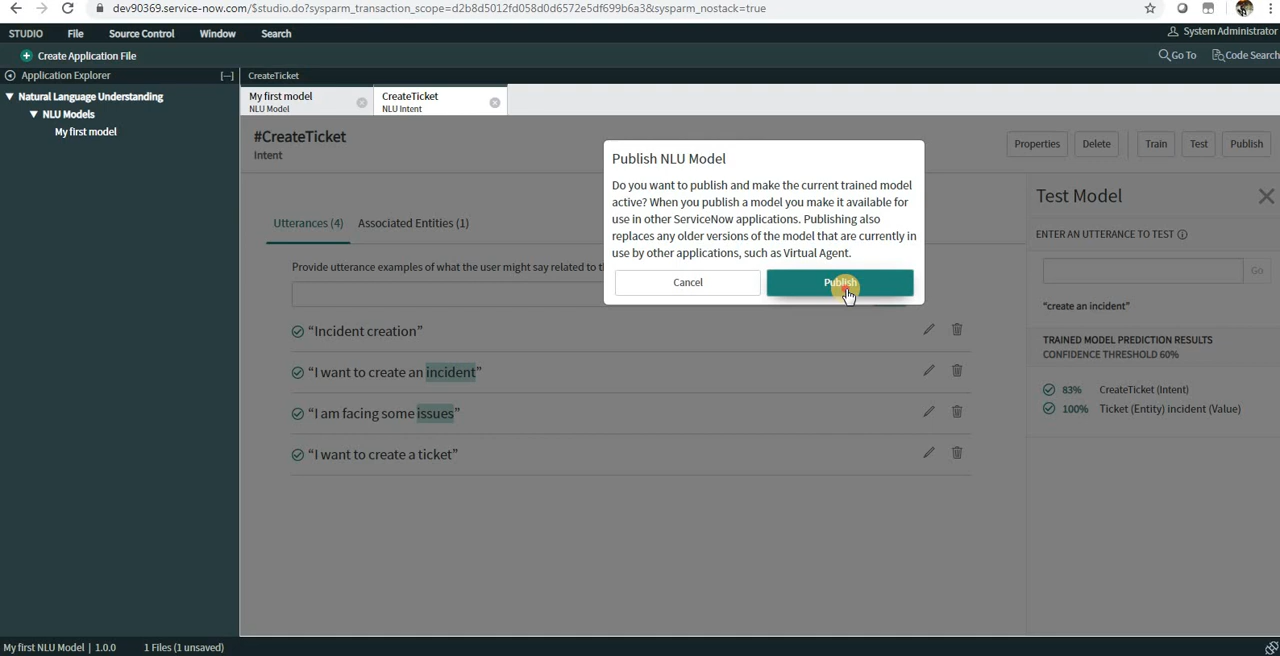 dev90369.service-now.com/$studio.do?sysparm_transaction_scope=d2b8d5012fd058d0d6572e5df699b6a3&sysparm_nostack=true
STUDIO File Source Control Window Search System Administrator
Create Application File Go To Code Search
Application Explorer [—] CreateTicket
Natural Language Understanding
NLU Models
My first model
My first model
NLU Model
CreateTicket
NLU Intent
#CreateTicket
Intent
Properties Delete Train Test Publish
Publish NLU Model
Do you want to publish and make the current trained model
active? When you publish a model you make it available for
use in other ServiceNow applications. Publishing also
replaces any older versions of the model that are currently in
use by other applications, such as Virtual Agent.
Cancel Publish
Utterances (4) Associated Entities (1)
Provide utterance examples of what the user might say related to
“Incident creation”
“I want to create an incident”
“I am facing some issues”
“I want to create a ticket”
Test Model
ENTER AN UTTERANCE TO TEST
Go
“create an incident”
TRAINED MODEL PREDICTION RESULTS
CONFIDENCE THRESHOLD 60%
83% CreateTicket (Intent)
100% Ticket (Entity) incident (Value)
My first NLU Model | 1.0.0 1 Files (1 unsaved)